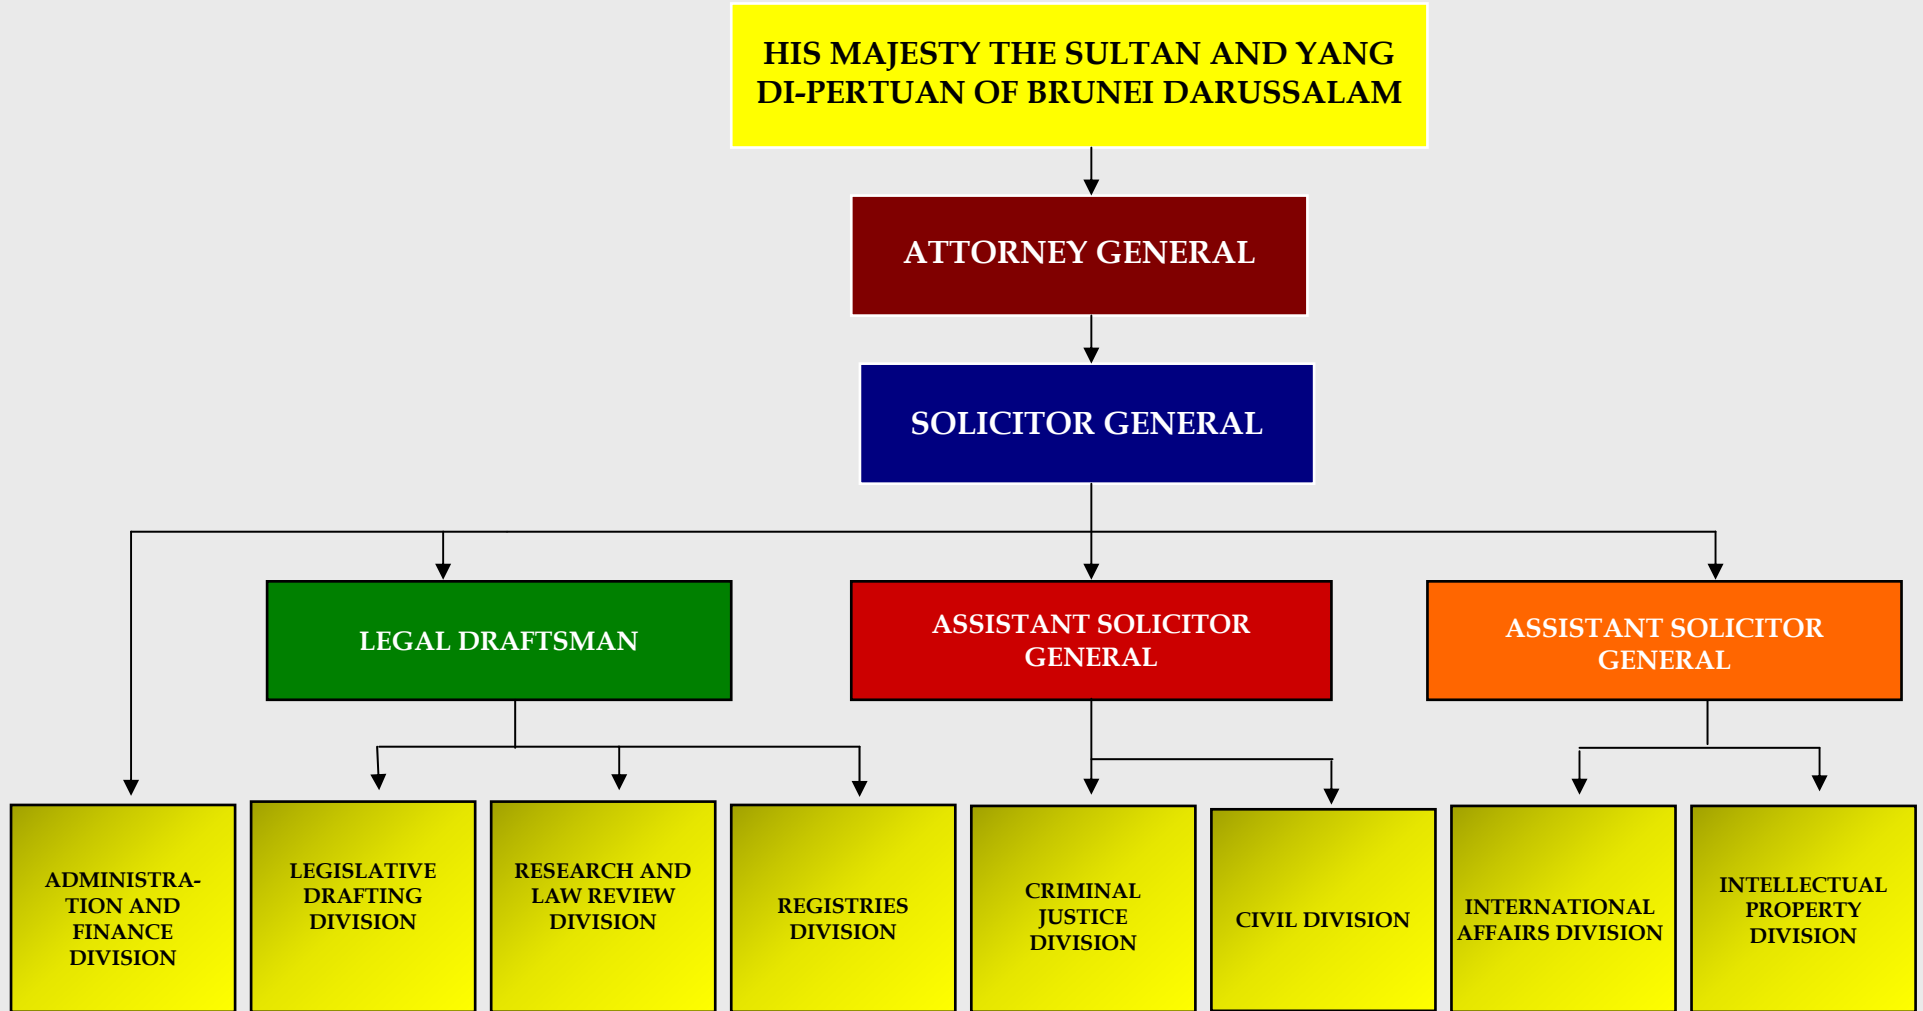 HIS MAJESTY THE SULTAN AND YANG
DI-PERTUAN OF BRUNEI DARUSSALAM
ATTORNEY GENERAL
SOLICITOR GENERAL
LEGAL DRAFTSMAN
ASSISTANT SOLICITOR
GENERAL
ASSISTANT SOLICITOR
GENERAL
ADMINISTRA-
TION AND
FINANCE
DIVISION
LEGISLATIVE
DRAFTING
DIVISION
RESEARCH AND
LAW REVIEW
DIVISION
REGISTRIES
DIVISION
CRIMINAL
JUSTICE
DIVISION
CIVIL DIVISION
INTERNATIONAL
AFFAIRS DIVISION
INTELLECTUAL
PROPERTY
DIVISION